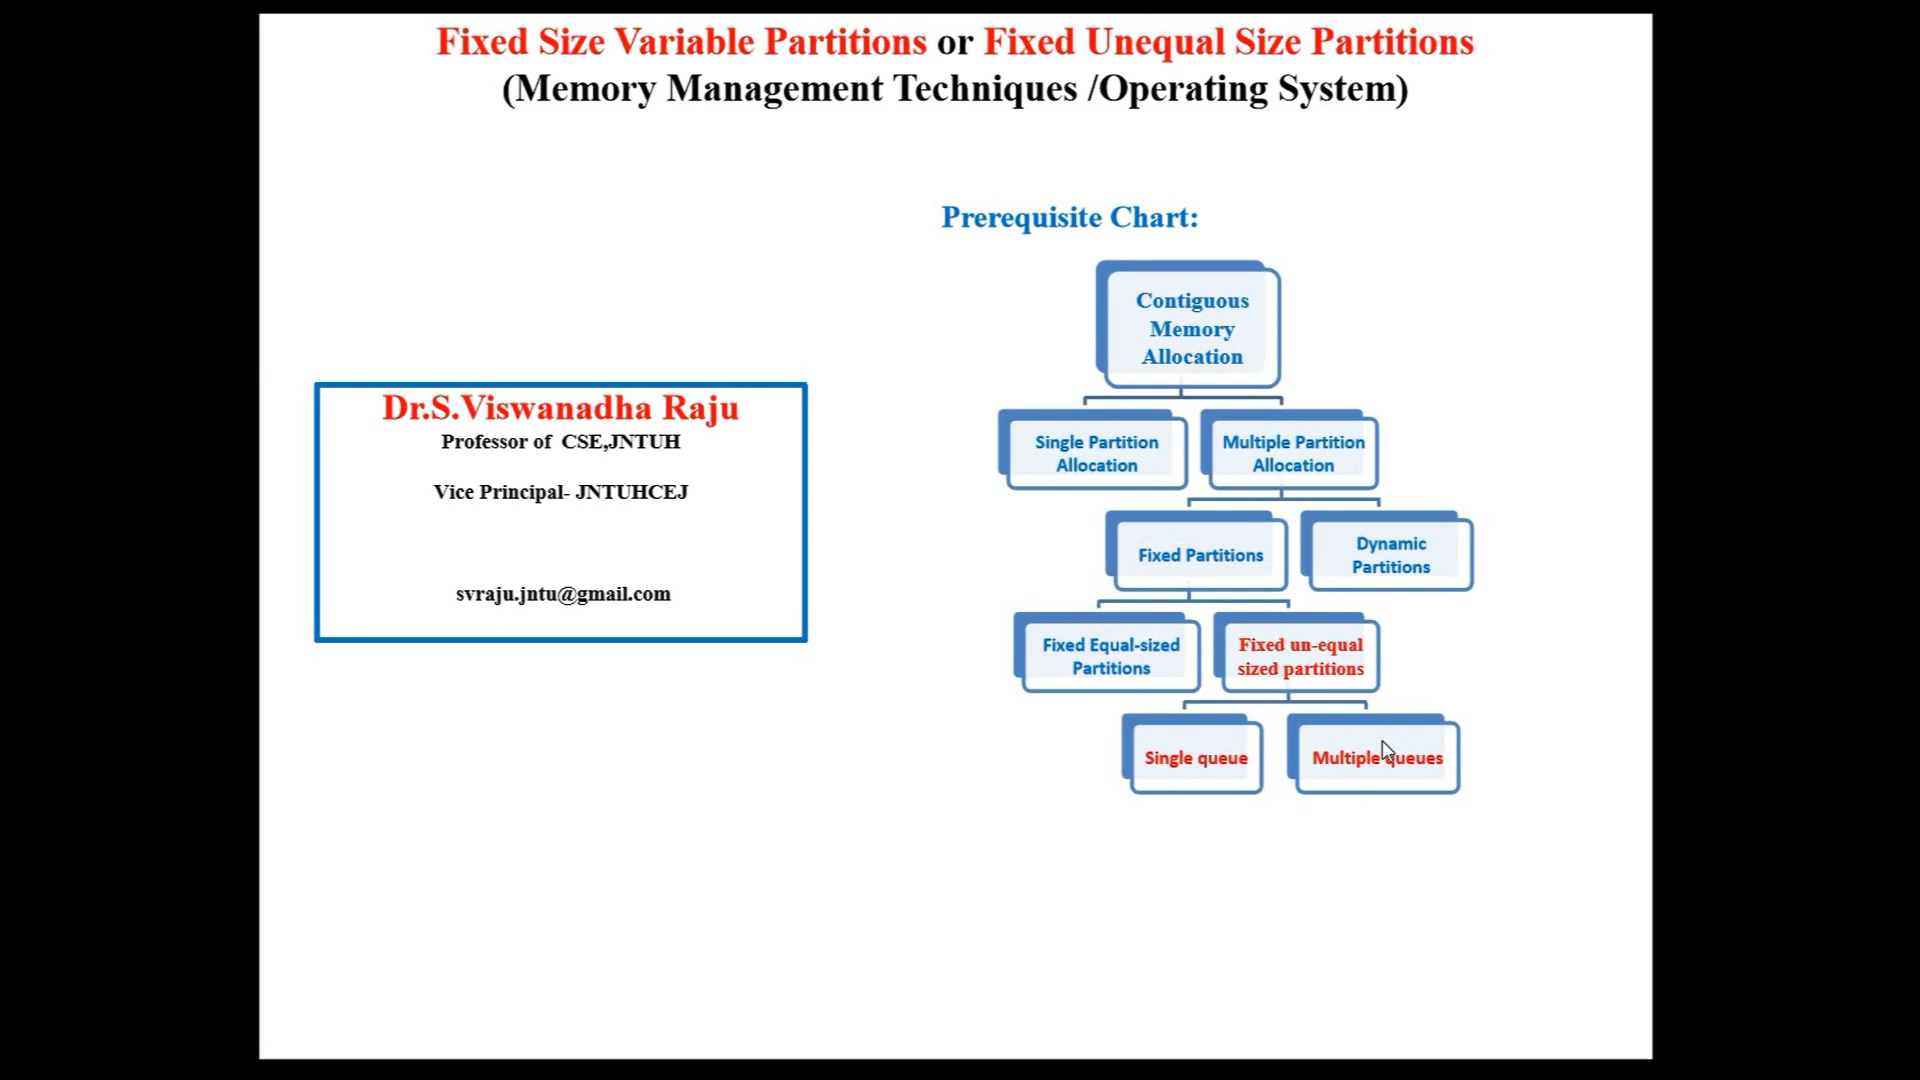 Fixed Size Variable Partitions or Fixed Unequal Size Partitions
(Memory Management Techniques /Operating System)
Prerequisite Chart:
Contiguous
Memory
Allocation
Dr.S.Viswanadha Raju
Professor of CSE,JNTUH
Vice Principal- JNTUHCEJ
svraju.jntu@gmail.com
Single Partition
Allocation
Multiple Partition
Allocation
Fixed Partitions
Dynamic
Partitions
Fixed Equal-sized
Partitions
Fixed un-equal
sized partitions
Single queue
Multiple queues